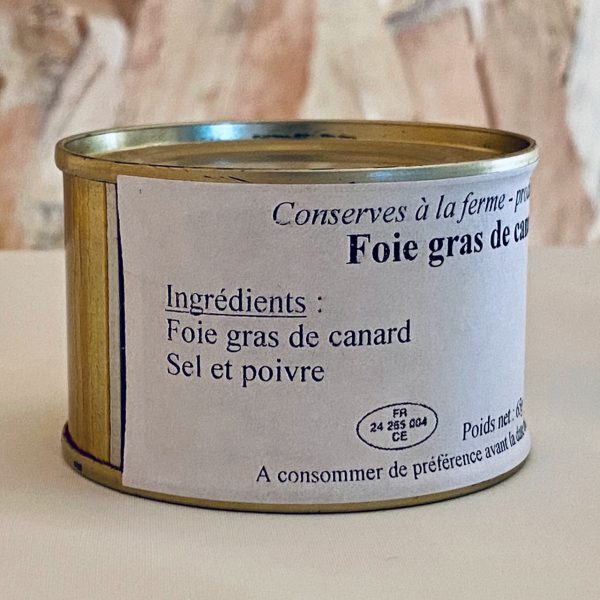 Conserves à la ferme -
Foie gras de
Ingrédients :
Foie gras de canard
Sel et poivre
FR
24 265 004
CE
Poids net :
A consommer de préférence avant la